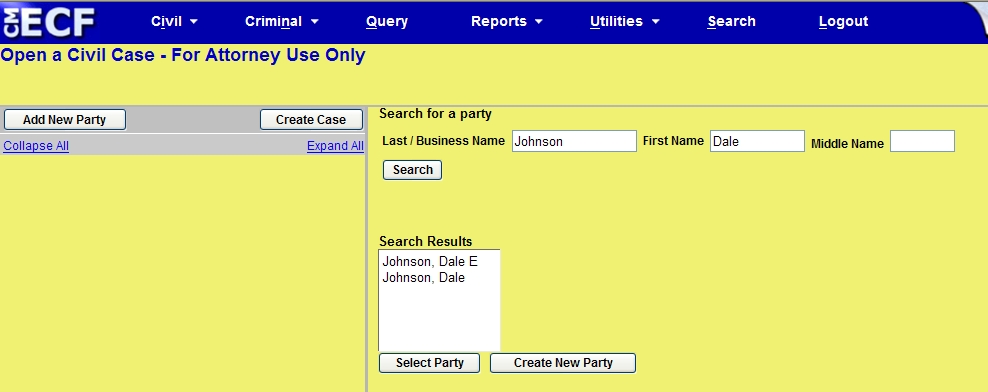 CM ECF Civil Criminal Query Reports Utilities Search Logout
Open a Civil Case - For Attorney Use Only
Add New Party Create Case
Collapse All Expand All
Search for a party
Last / Business Name Johnson First Name Dale Middle Name
Search
Search Results
Johnson, Dale E
Johnson, Dale
Select Party Create New Party